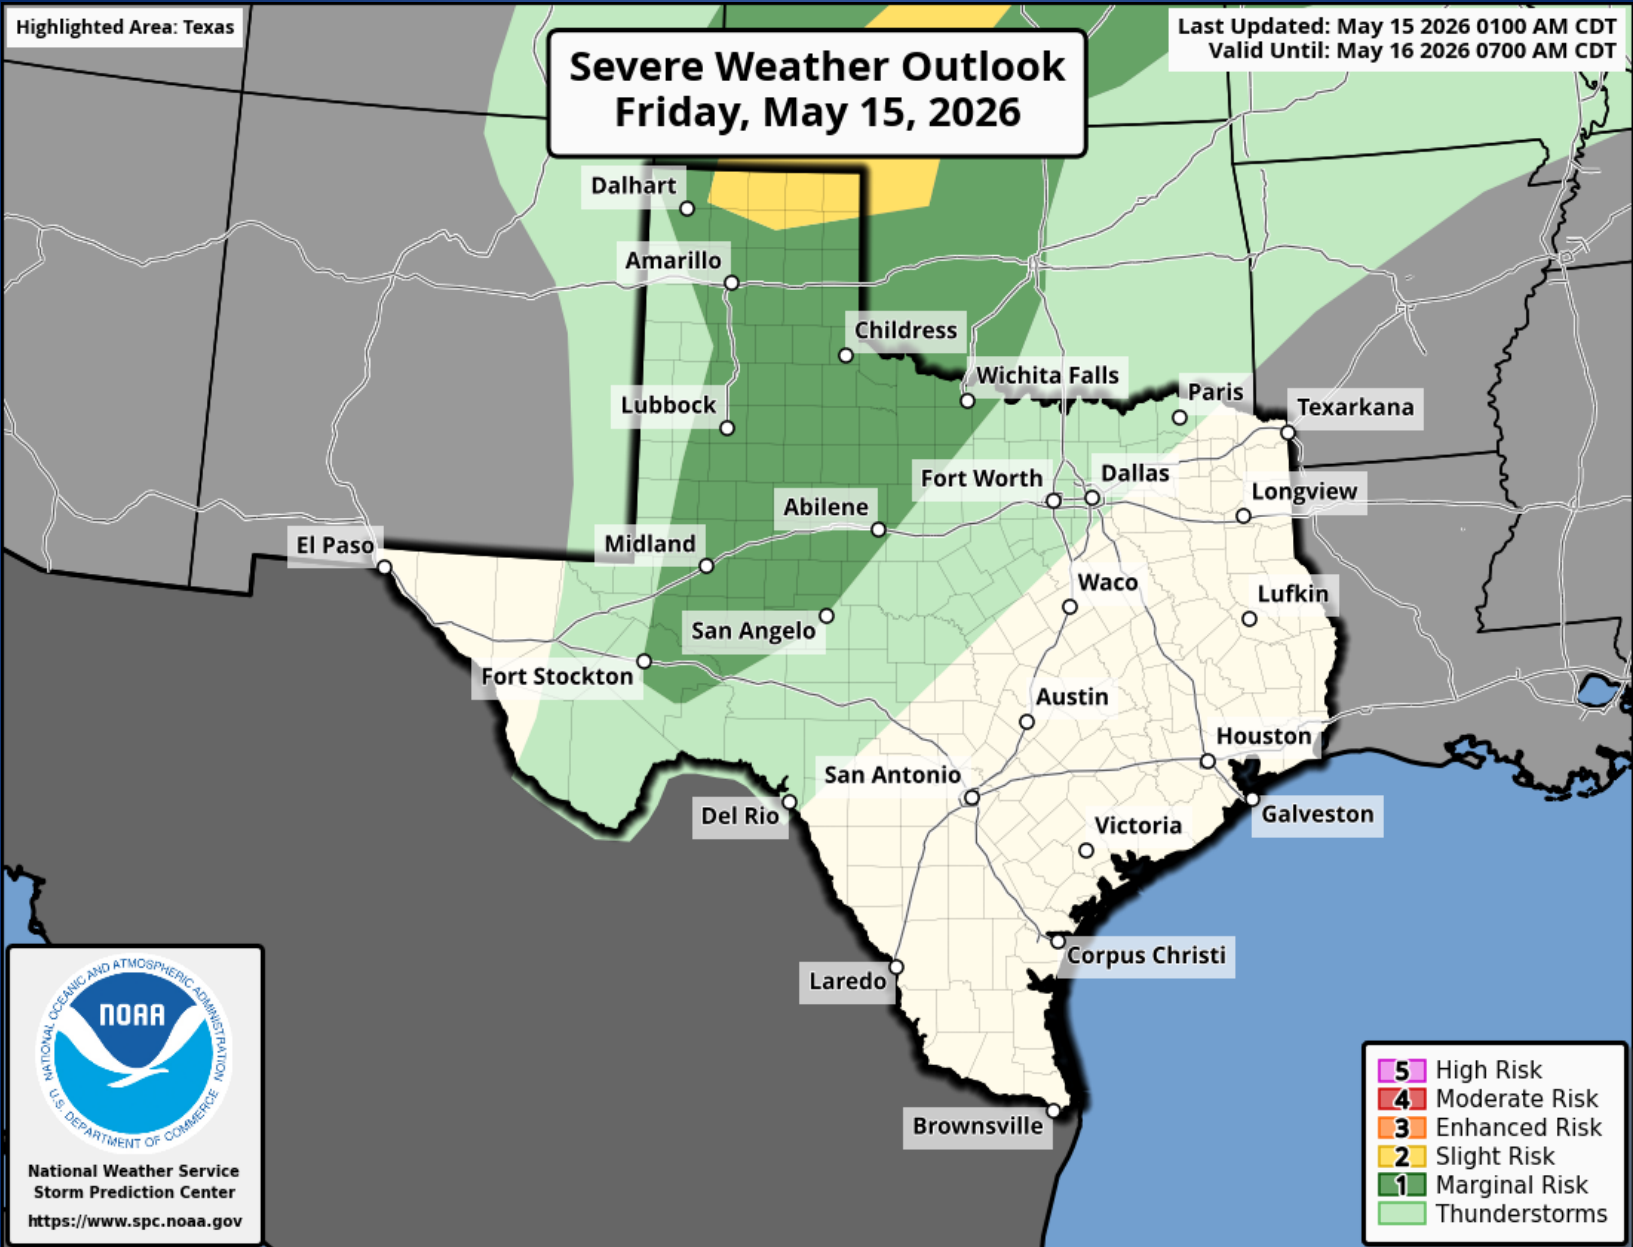 Highlighted Area: Texas
Last Updated: May 15 2026 0100 AM CDT
Valid Until: May 16 2026 0700 AM CDT
Severe Weather Outlook
Friday, May 15, 2026
Dalhart
Amarillo
Childress
Wichita Falls
Paris
Lubbock
Texarkana
Fort Worth
Dallas
Longview
Abilene
El Paso
Midland
Waco
Lufkin
San Angelo
Fort Stockton
Austin
Houston
San Antonio
Del Rio
Galveston
Victoria
Corpus Christi
Laredo
Brownsville
NATIONAL OCEANIC AND ATMOSPHERIC ADMINISTRATION
NOAA
U.S. DEPARTMENT OF COMMERCE
National Weather Service
Storm Prediction Center
https://www.spc.noaa.gov
5 High Risk
4 Moderate Risk
3 Enhanced Risk
2 Slight Risk
1 Marginal Risk
Thunderstorms